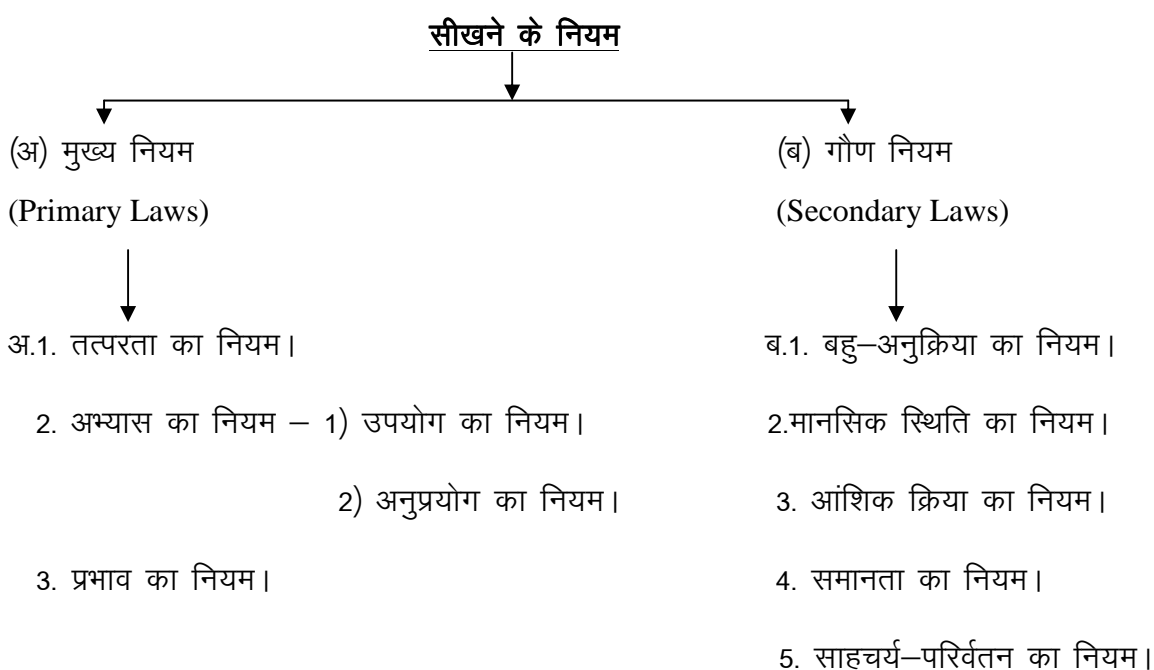 सीखने के नियम
(अ) मुख्य नियम
(Primary Laws)
अ.1. तत्परता का नियम।
2. अभ्यास का नियम – 1) उपयोग का नियम।
2) अनुप्रयोग का नियम।
3. प्रभाव का नियम।
(ब) गौण नियम
(Secondary Laws)
ब.1. बहु–अनुक्रिया का नियम।
2.मानसिक स्थिति का नियम।
3. आंशिक क्रिया का नियम।
4. समानता का नियम।
5. साहचर्य–परिर्वतन का नियम।